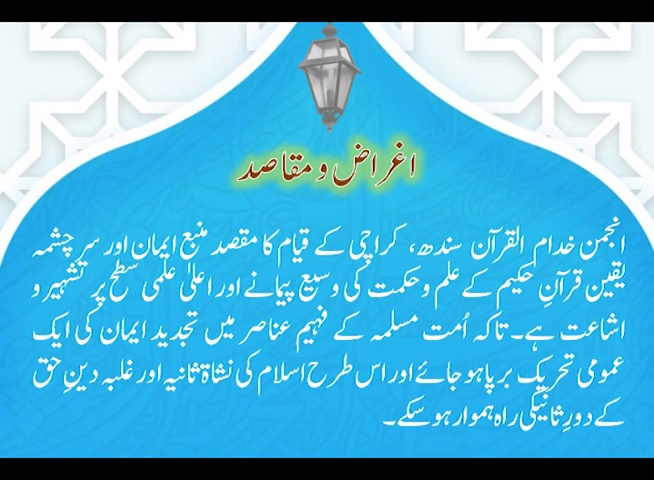 اغراض و مقاصد
انجمن خدام القرآن سندھ، کراچی کے قیام کا مقصد منبع ایمان اور سرچشمہ
یقین قرآنِ حکیم کے علم و حکمت کی وسیع پیمانے اور اعلیٰ علمی سطح پر تشہیر و
اشاعت ہے۔ تاکہ اُمت مسلمہ کے فہیم عناصر میں تجدید ایمان کی ایک
عمومی تحریک برپا ہو جائے اور اس طرح اسلام کی نشاۃ ثانیہ اور غلبہ دینِ حق
کے دورِ ثانیکی راہ ہموار ہو سکے۔